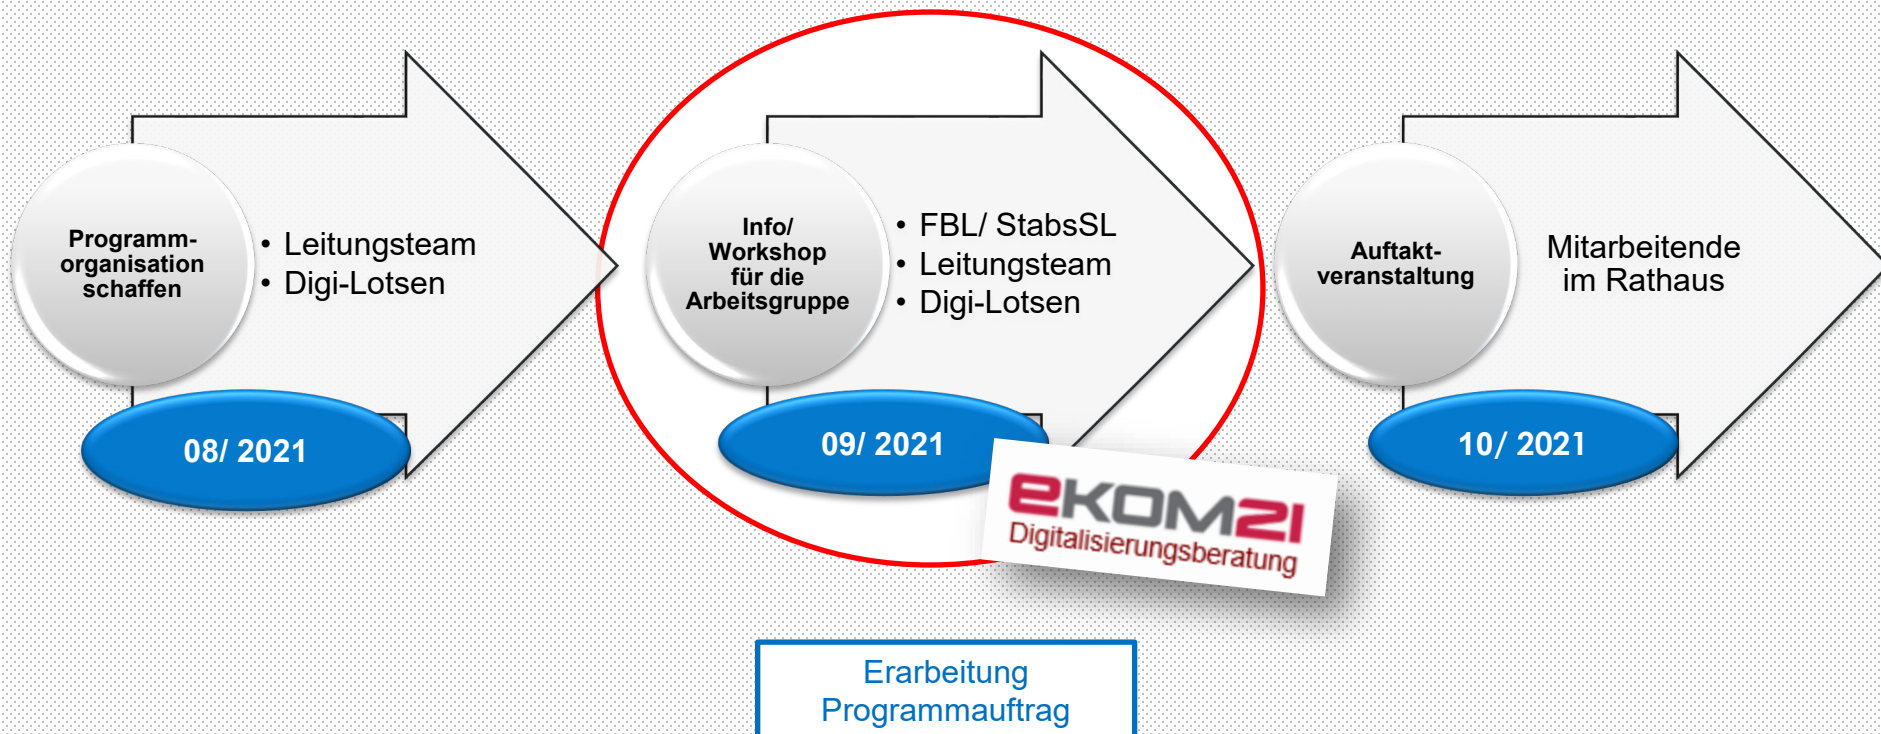 Programm-
organisation
schaffen
• Leitungsteam
• Digi-Lotsen
08/ 2021
Info/
Workshop
für die
Arbeitsgruppe
• FBL/ StabsSL
• Leitungsteam
• Digi-Lotsen
09/ 2021
eKOM21
Digitalisierungsberatung
Auftakt-
veranstaltung
Mitarbeitende
im Rathaus
10/ 2021
Erarbeitung
Programmauftrag